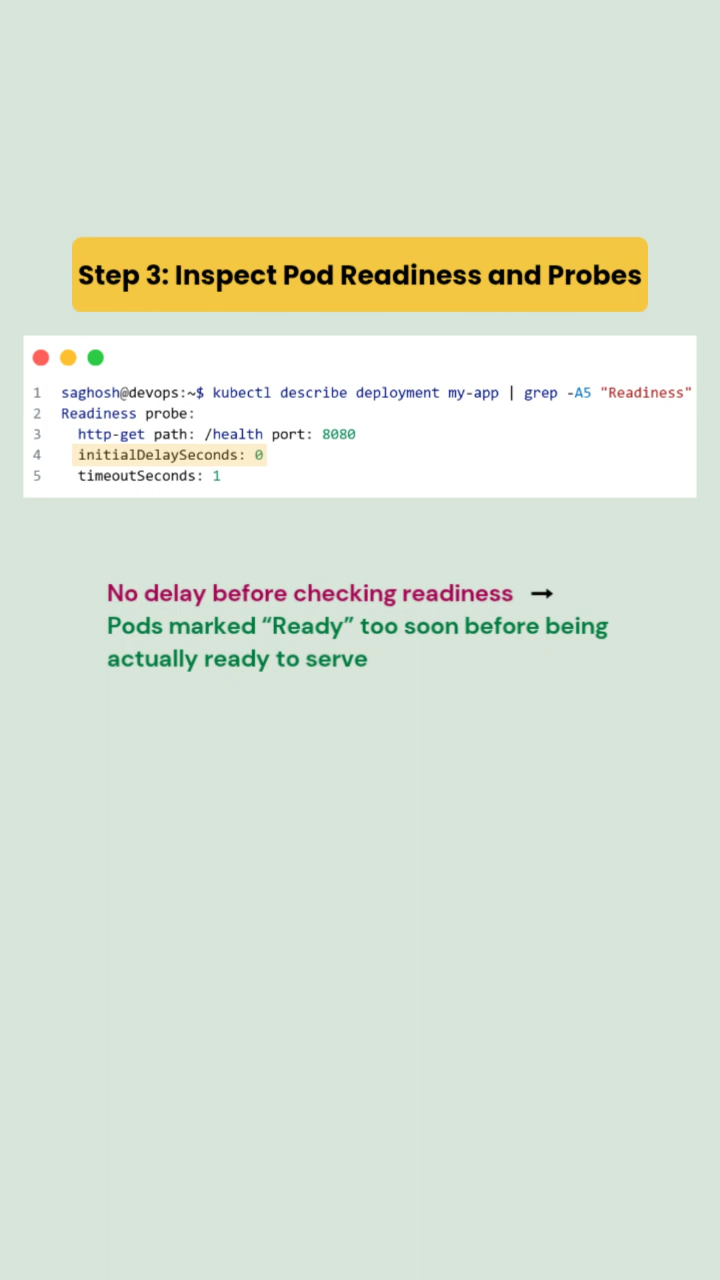 Step 3: Inspect Pod Readiness and Probes
1 saghosh@devops:~$ kubectl describe deployment my-app | grep -A5 "Readiness"
2 Readiness probe:
3 http-get path: /health port: 8080
4 initialDelaySeconds: 0
5 timeoutSeconds: 1
No delay before checking readiness →
Pods marked “Ready” too soon before being
actually ready to serve